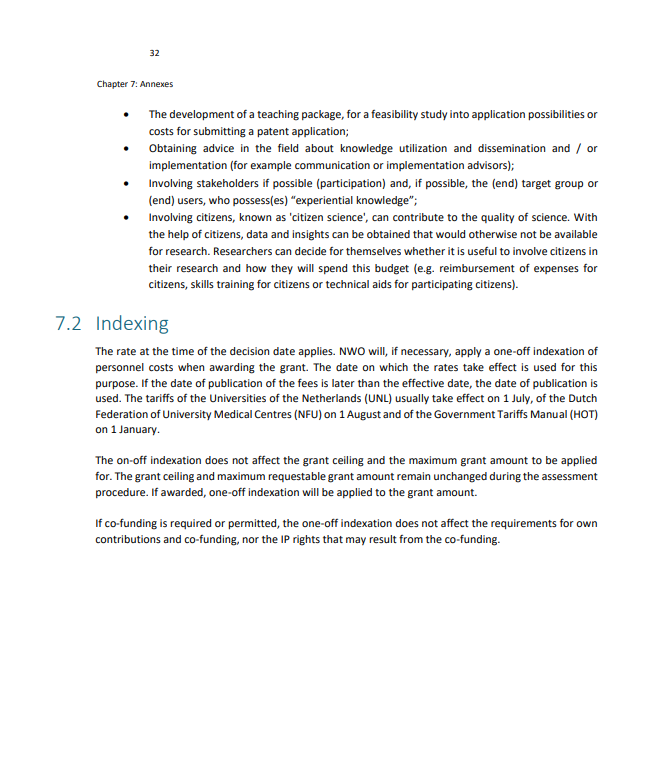 32
Chapter 7: Annexes
• The development of a teaching package, for a feasibility study into application possibilities or
costs for submitting a patent application;
• Obtaining advice in the field about knowledge utilization and dissemination and / or
implementation (for example communication or implementation advisors);
• Involving stakeholders if possible (participation) and, if possible, the (end) target group or
(end) users, who possess(es) “experiential knowledge”;
• Involving citizens, known as 'citizen science', can contribute to the quality of science. With
the help of citizens, data and insights can be obtained that would otherwise not be available
for research. Researchers can decide for themselves whether it is useful to involve citizens in
their research and how they will spend this budget (e.g. reimbursement of expenses for
citizens, skills training for citizens or technical aids for participating citizens).
7.2 Indexing
The rate at the time of the decision date applies. NWO will, if necessary, apply a one-off indexation of
personnel costs when awarding the grant. The date on which the rates take effect is used for this
purpose. If the date of publication of the fees is later than the effective date, the date of publication is
used. The tariffs of the Universities of the Netherlands (UNL) usually take effect on 1 July, of the Dutch
Federation of University Medical Centres (NFU) on 1 August and of the Government Tariffs Manual (HOT)
on 1 January.
The on-off indexation does not affect the grant ceiling and the maximum grant amount to be applied
for. The grant ceiling and maximum requestable grant amount remain unchanged during the assessment
procedure. If awarded, one-off indexation will be applied to the grant amount.
If co-funding is required or permitted, the one-off indexation does not affect the requirements for own
contributions and co-funding, nor the IP rights that may result from the co-funding.